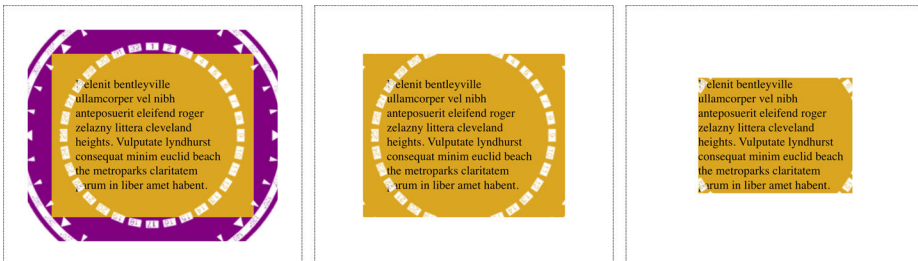 elenit bentleyville
ullamcorper vel nibh
anteposuerit eleifend roger
zelazny littera cleveland
heights. Vulputate lyndhurst
consequat minim euclid beach
the metroparks claritatem
parum in liber amet habent.
elenit bentleyville
ullamcorper vel nibh
anteposuerit eleifend roger
zelazny littera cleveland
heights. Vulputate lyndhurst
consequat minim euclid beach
the metroparks claritatem
parum in liber amet habent.
elenit bentleyville
ullamcorper vel nibh
anteposuerit eleifend roger
zelazny littera cleveland
heights. Vulputate lyndhurst
consequat minim euclid beach
the metroparks claritatem
parum in liber amet habent.